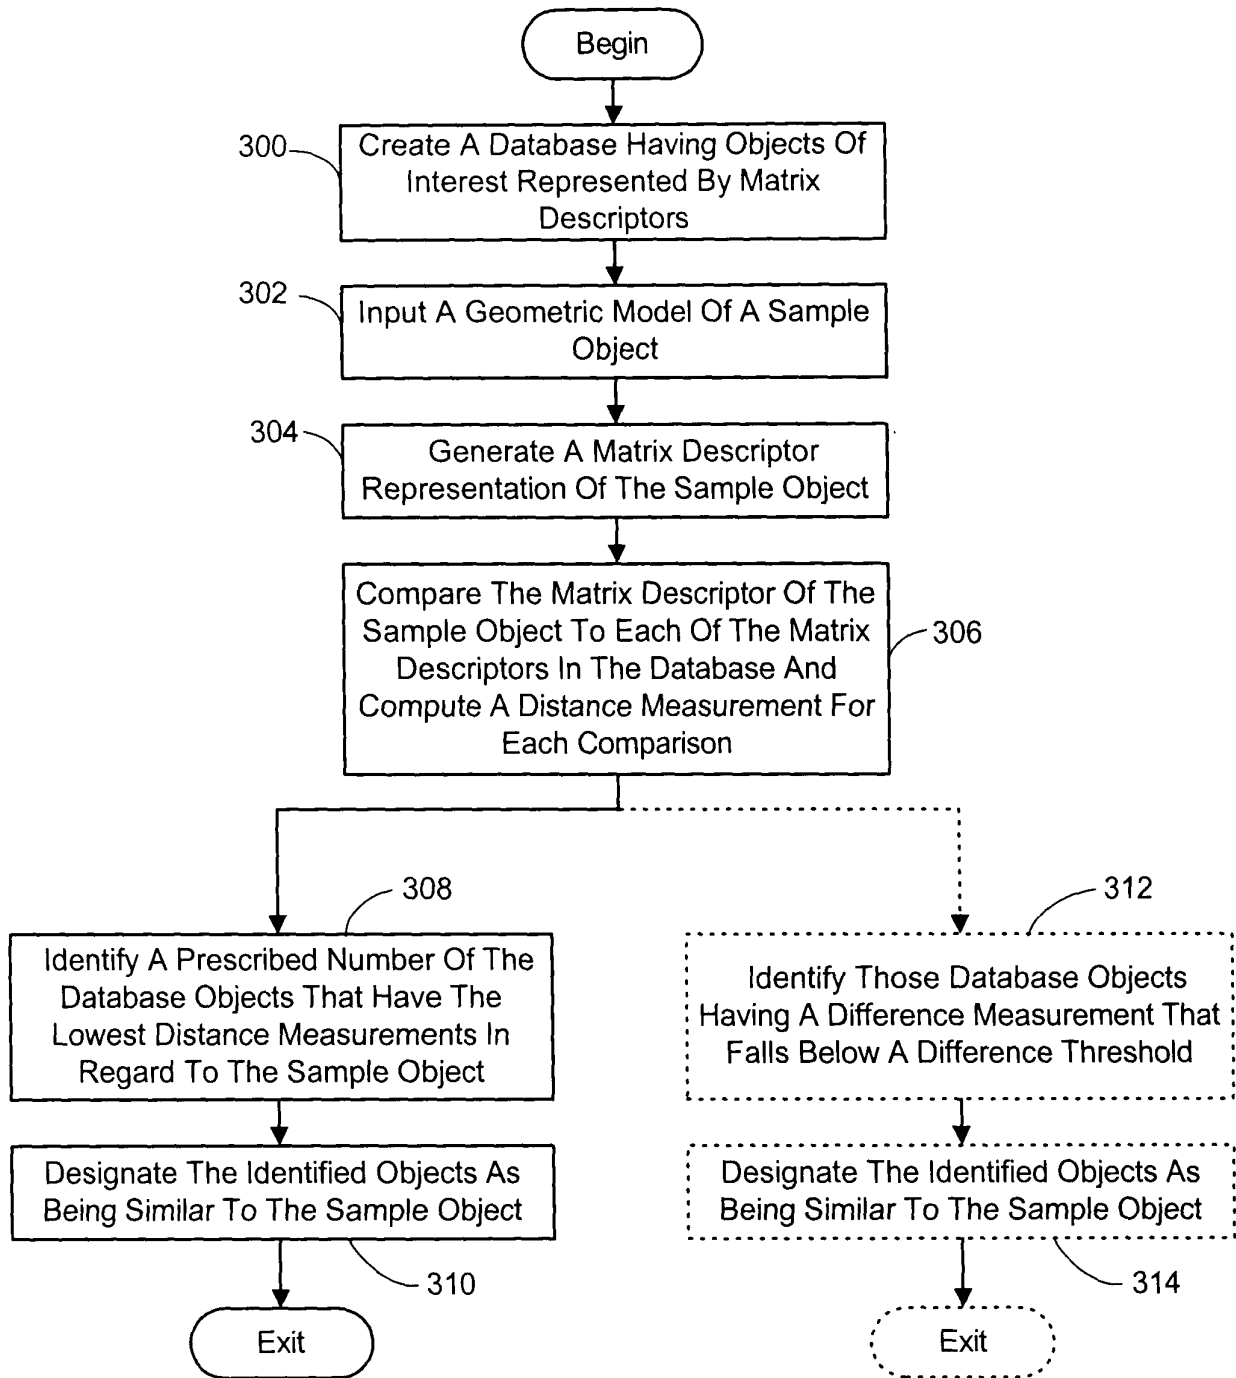 Begin
300
Create A Database Having Objects Of
Interest Represented By Matrix
Descriptors
302
Input A Geometric Model Of A Sample
Object
304
Generate A Matrix Descriptor
Representation Of The Sample Object
Compare The Matrix Descriptor Of The
Sample Object To Each Of The Matrix
Descriptors In The Database And
Compute A Distance Measurement For
Each Comparison
306
308
Identify A Prescribed Number Of The
Database Objects That Have The
Lowest Distance Measurements In
Regard To The Sample Object
Designate The Identified Objects As
Being Similar To The Sample Object
310
Exit
312
Identify Those Database Objects
Having A Difference Measurement That
Falls Below A Difference Threshold
Designate The Identified Objects As
Being Similar To The Sample Object
314
Exit